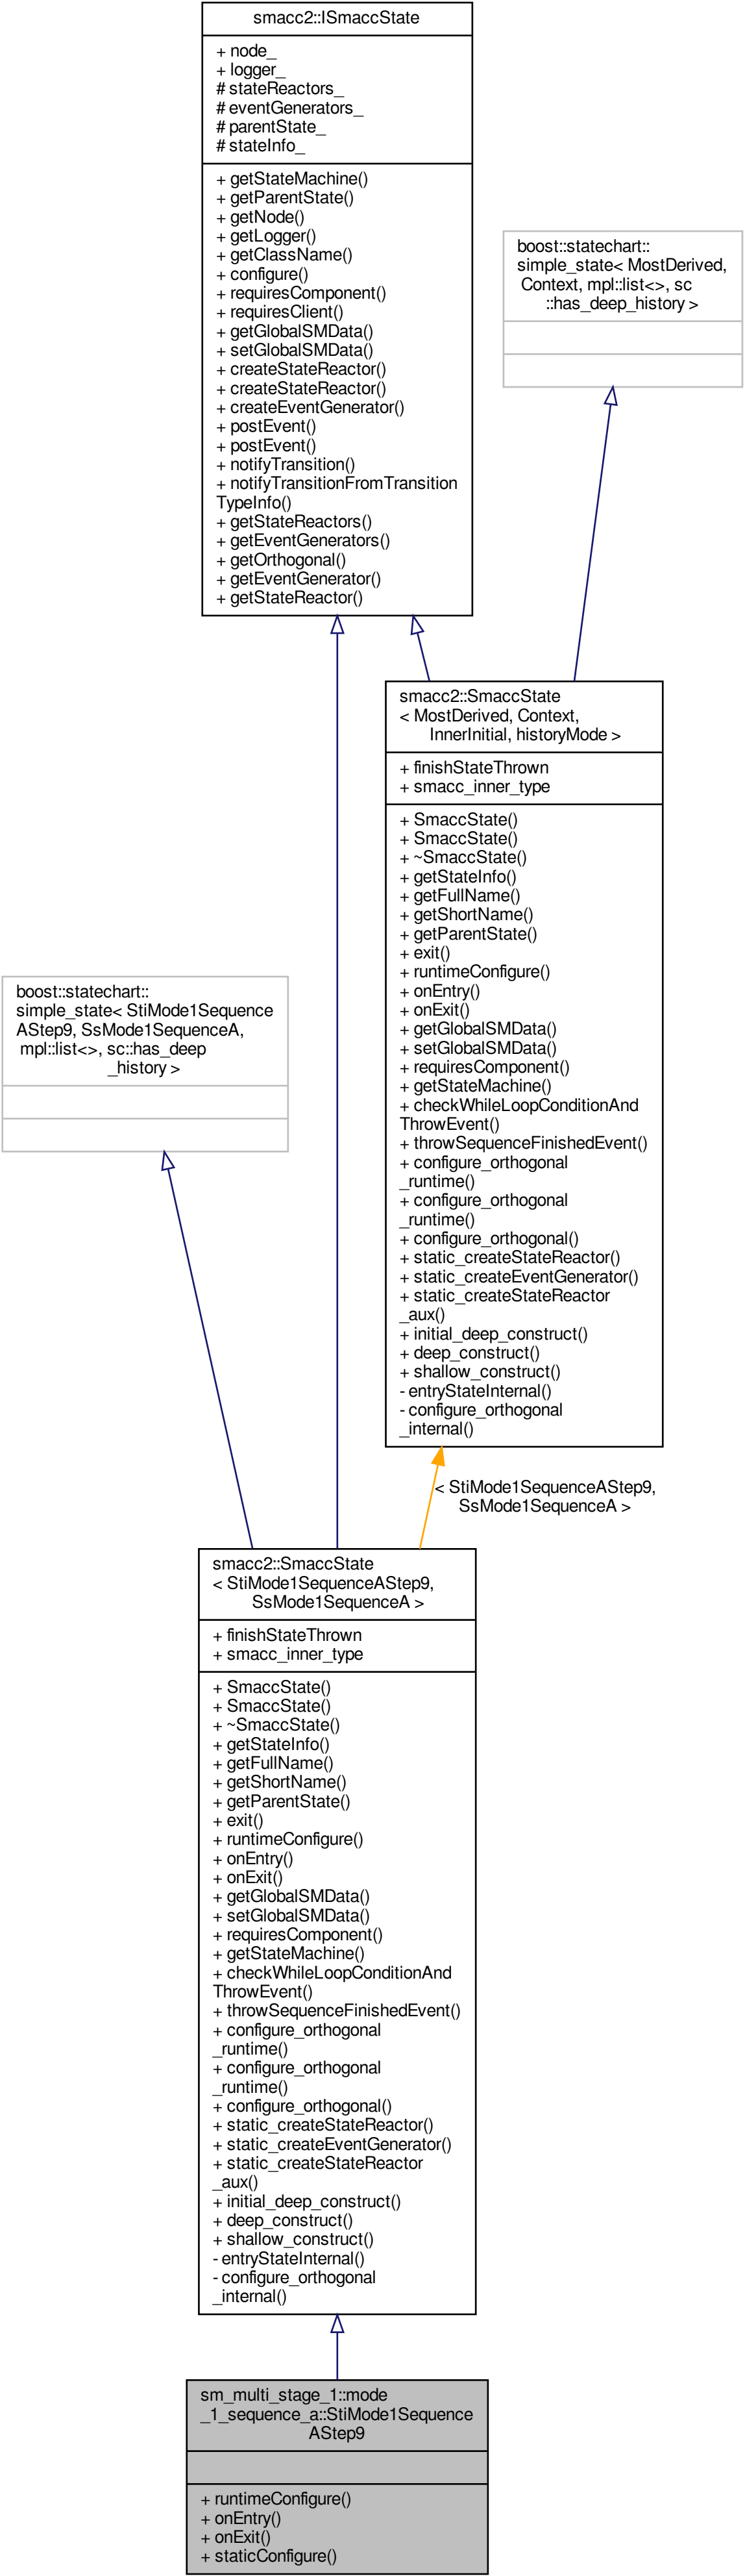 smacc2::ISmaccState
+ node_
+ logger_
# stateReactors_
# eventGenerators_
# parentState_
# stateInfo_
+ getStateMachine()
+ getParentState()
+ getNode()
+ getLogger()
+ getClassName()
+ configure()
+ requiresComponent()
+ requiresClient()
+ getGlobalSMData()
+ setGlobalSMData()
+ createStateReactor()
+ createStateReactor()
+ createEventGenerator()
+ postEvent()
+ postEvent()
+ notifyTransition()
+ notifyTransitionFromTransition
TypeInfo()
+ getStateReactors()
+ getEventGenerators()
+ getOrthogonal()
+ getEventGenerator()
+ getStateReactor()
boost::statechart::
simple_state< MostDerived,
Context, mpl::list<>, sc
::has_deep_history >
smacc2::SmaccState
< MostDerived, Context,
InnerInitial, historyMode >
+ finishStateThrown
+ smacc_inner_type
+ SmaccState()
+ SmaccState()
+ ~SmaccState()
+ getStateInfo()
+ getFullName()
+ getShortName()
+ getParentState()
+ exit()
+ runtimeConfigure()
+ onEntry()
+ onExit()
+ getGlobalSMData()
+ setGlobalSMData()
+ requiresComponent()
+ getStateMachine()
+ checkWhileLoopConditionAnd
ThrowEvent()
+ throwSequenceFinishedEvent()
+ configure_orthogonal
_runtime()
+ configure_orthogonal
_runtime()
+ configure_orthogonal()
+ static_createStateReactor()
+ static_createEventGenerator()
+ static_createStateReactor
_aux()
+ initial_deep_construct()
+ deep_construct()
+ shallow_construct()
- entryStateInternal()
- configure_orthogonal
_internal()
boost::statechart::
simple_state< StiMode1Sequence
AStep9, SsMode1SequenceA,
mpl::list<>, sc::has_deep
_history >
< StiMode1SequenceAStep9,
SsMode1SequenceA >
smacc2::SmaccState
< StiMode1SequenceAStep9,
SsMode1SequenceA >
+ finishStateThrown
+ smacc_inner_type
+ SmaccState()
+ SmaccState()
+ ~SmaccState()
+ getStateInfo()
+ getFullName()
+ getShortName()
+ getParentState()
+ exit()
+ runtimeConfigure()
+ onEntry()
+ onExit()
+ getGlobalSMData()
+ setGlobalSMData()
+ requiresComponent()
+ getStateMachine()
+ checkWhileLoopConditionAnd
ThrowEvent()
+ throwSequenceFinishedEvent()
+ configure_orthogonal
_runtime()
+ configure_orthogonal
_runtime()
+ configure_orthogonal()
+ static_createStateReactor()
+ static_createEventGenerator()
+ static_createStateReactor
_aux()
+ initial_deep_construct()
+ deep_construct()
+ shallow_construct()
- entryStateInternal()
- configure_orthogonal
_internal()
sm_multi_stage_1::mode
_1_sequence_a::StiMode1Sequence
AStep9
+ runtimeConfigure()
+ onEntry()
+ onExit()
+ staticConfigure()